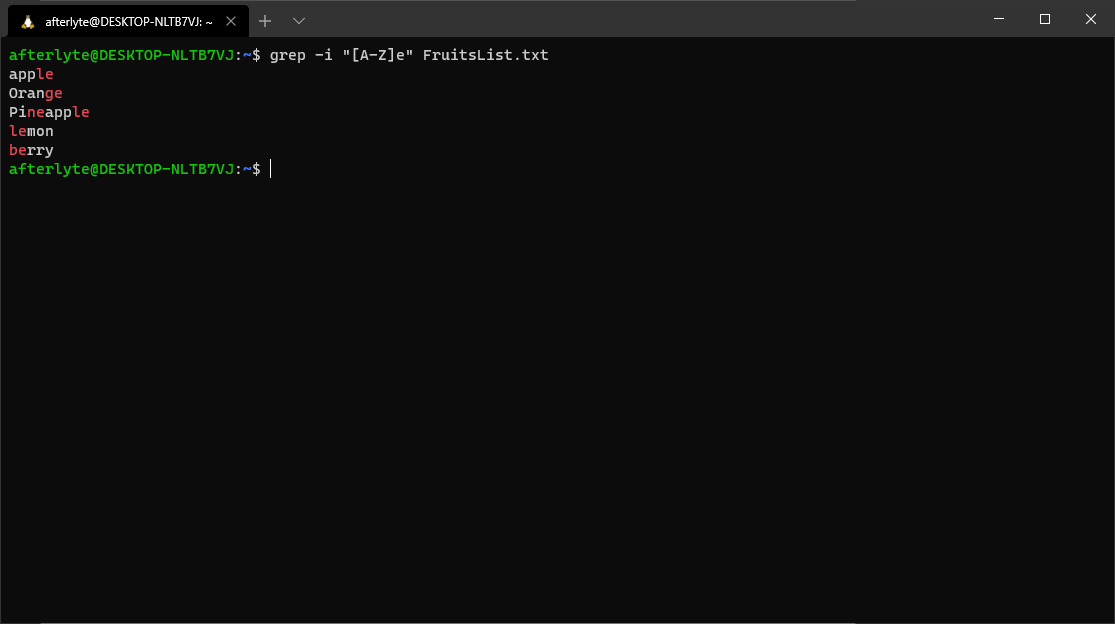 afterlyte@DESKTOP-NLTB7VJ: ~
afterlyte@DESKTOP-NLTB7VJ:~$ grep -i "[A-Z]e" FruitsList.txt
apple
Orange
Pineapple
lemon
berry
afterlyte@DESKTOP-NLTB7VJ:~$